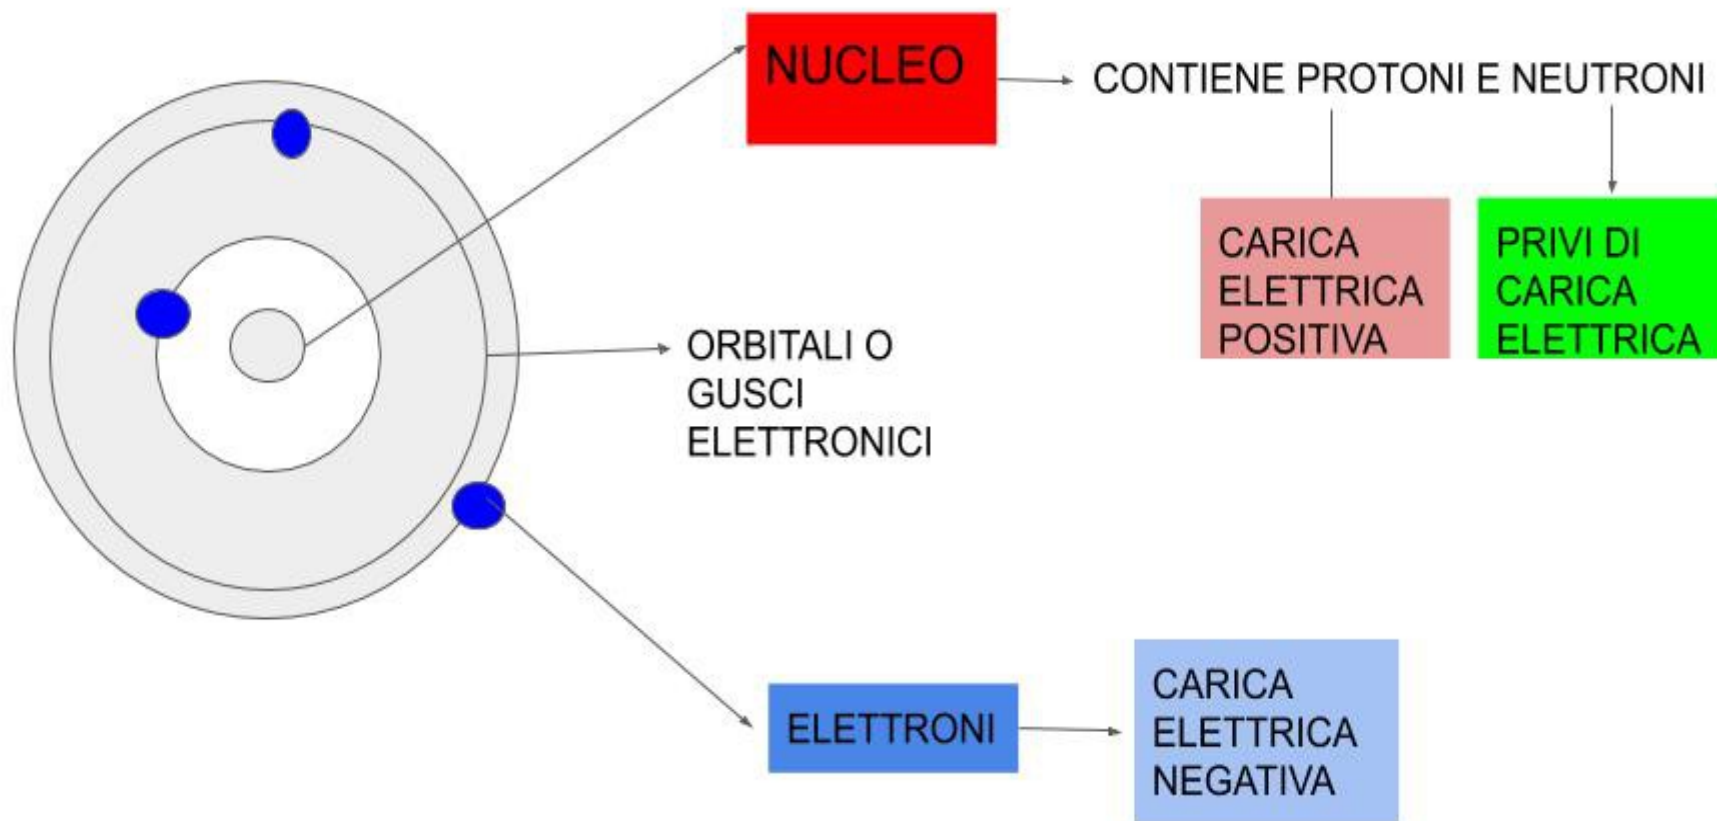 NUCLEO
CONTIENE PROTONI E NEUTRONI
CARICA
ELETTRICA
POSITIVA
PRIVI DI
CARICA
ELETTRICA
ORBITALI O
GUSCI
ELETTRONICI
ELETTRONI
CARICA
ELETTRICA
NEGATIVA